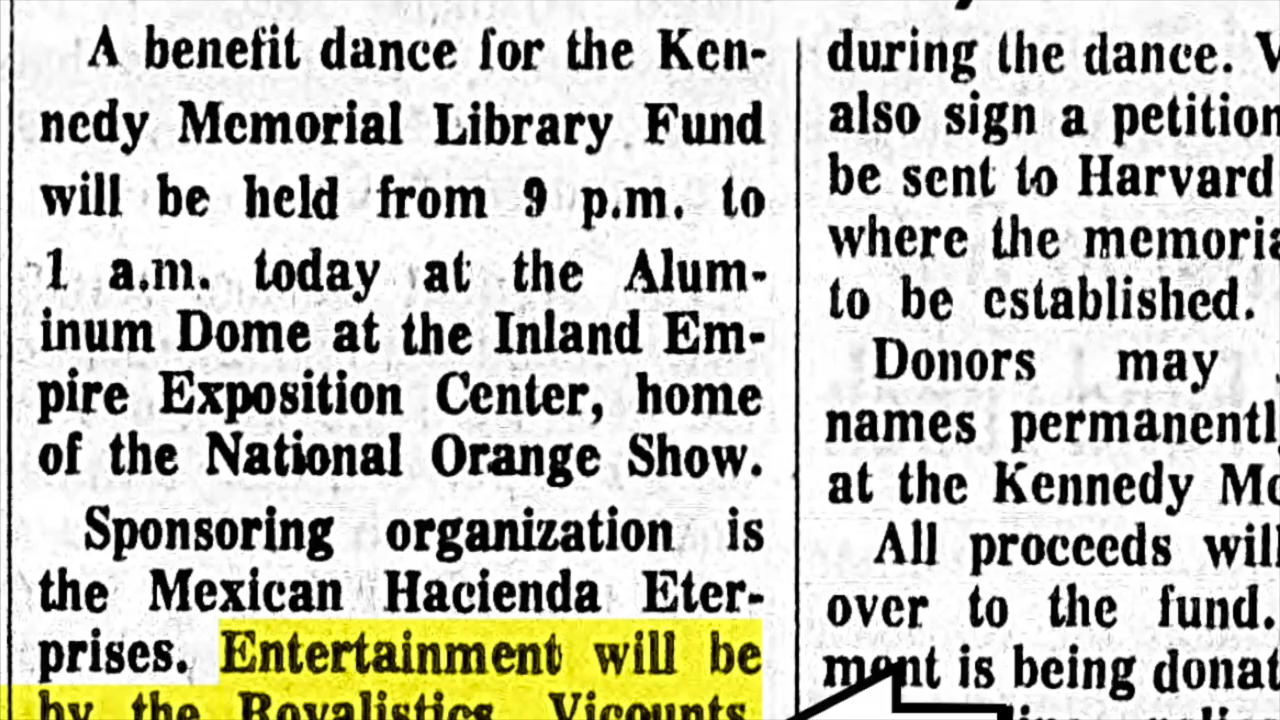 A benefit dance for the Ken-
nedy Memorial Library Fund
will be held from 9 p.m. to
1 a.m. today at the Alum-
inum Dome at the Inland Em-
pire Exposition Center, home
of the National Orange Show.
Sponsoring organization is
the Mexican Hacienda Eter-
prises. Entertainment will be
by the Royalistics, Vicounts,
during the dance.
also sign a petition
be sent to Harvard
where the memoria
to be established.
Donors may
names permanently
at the Kennedy
All proceeds will
over to the fund.
ment is being donat